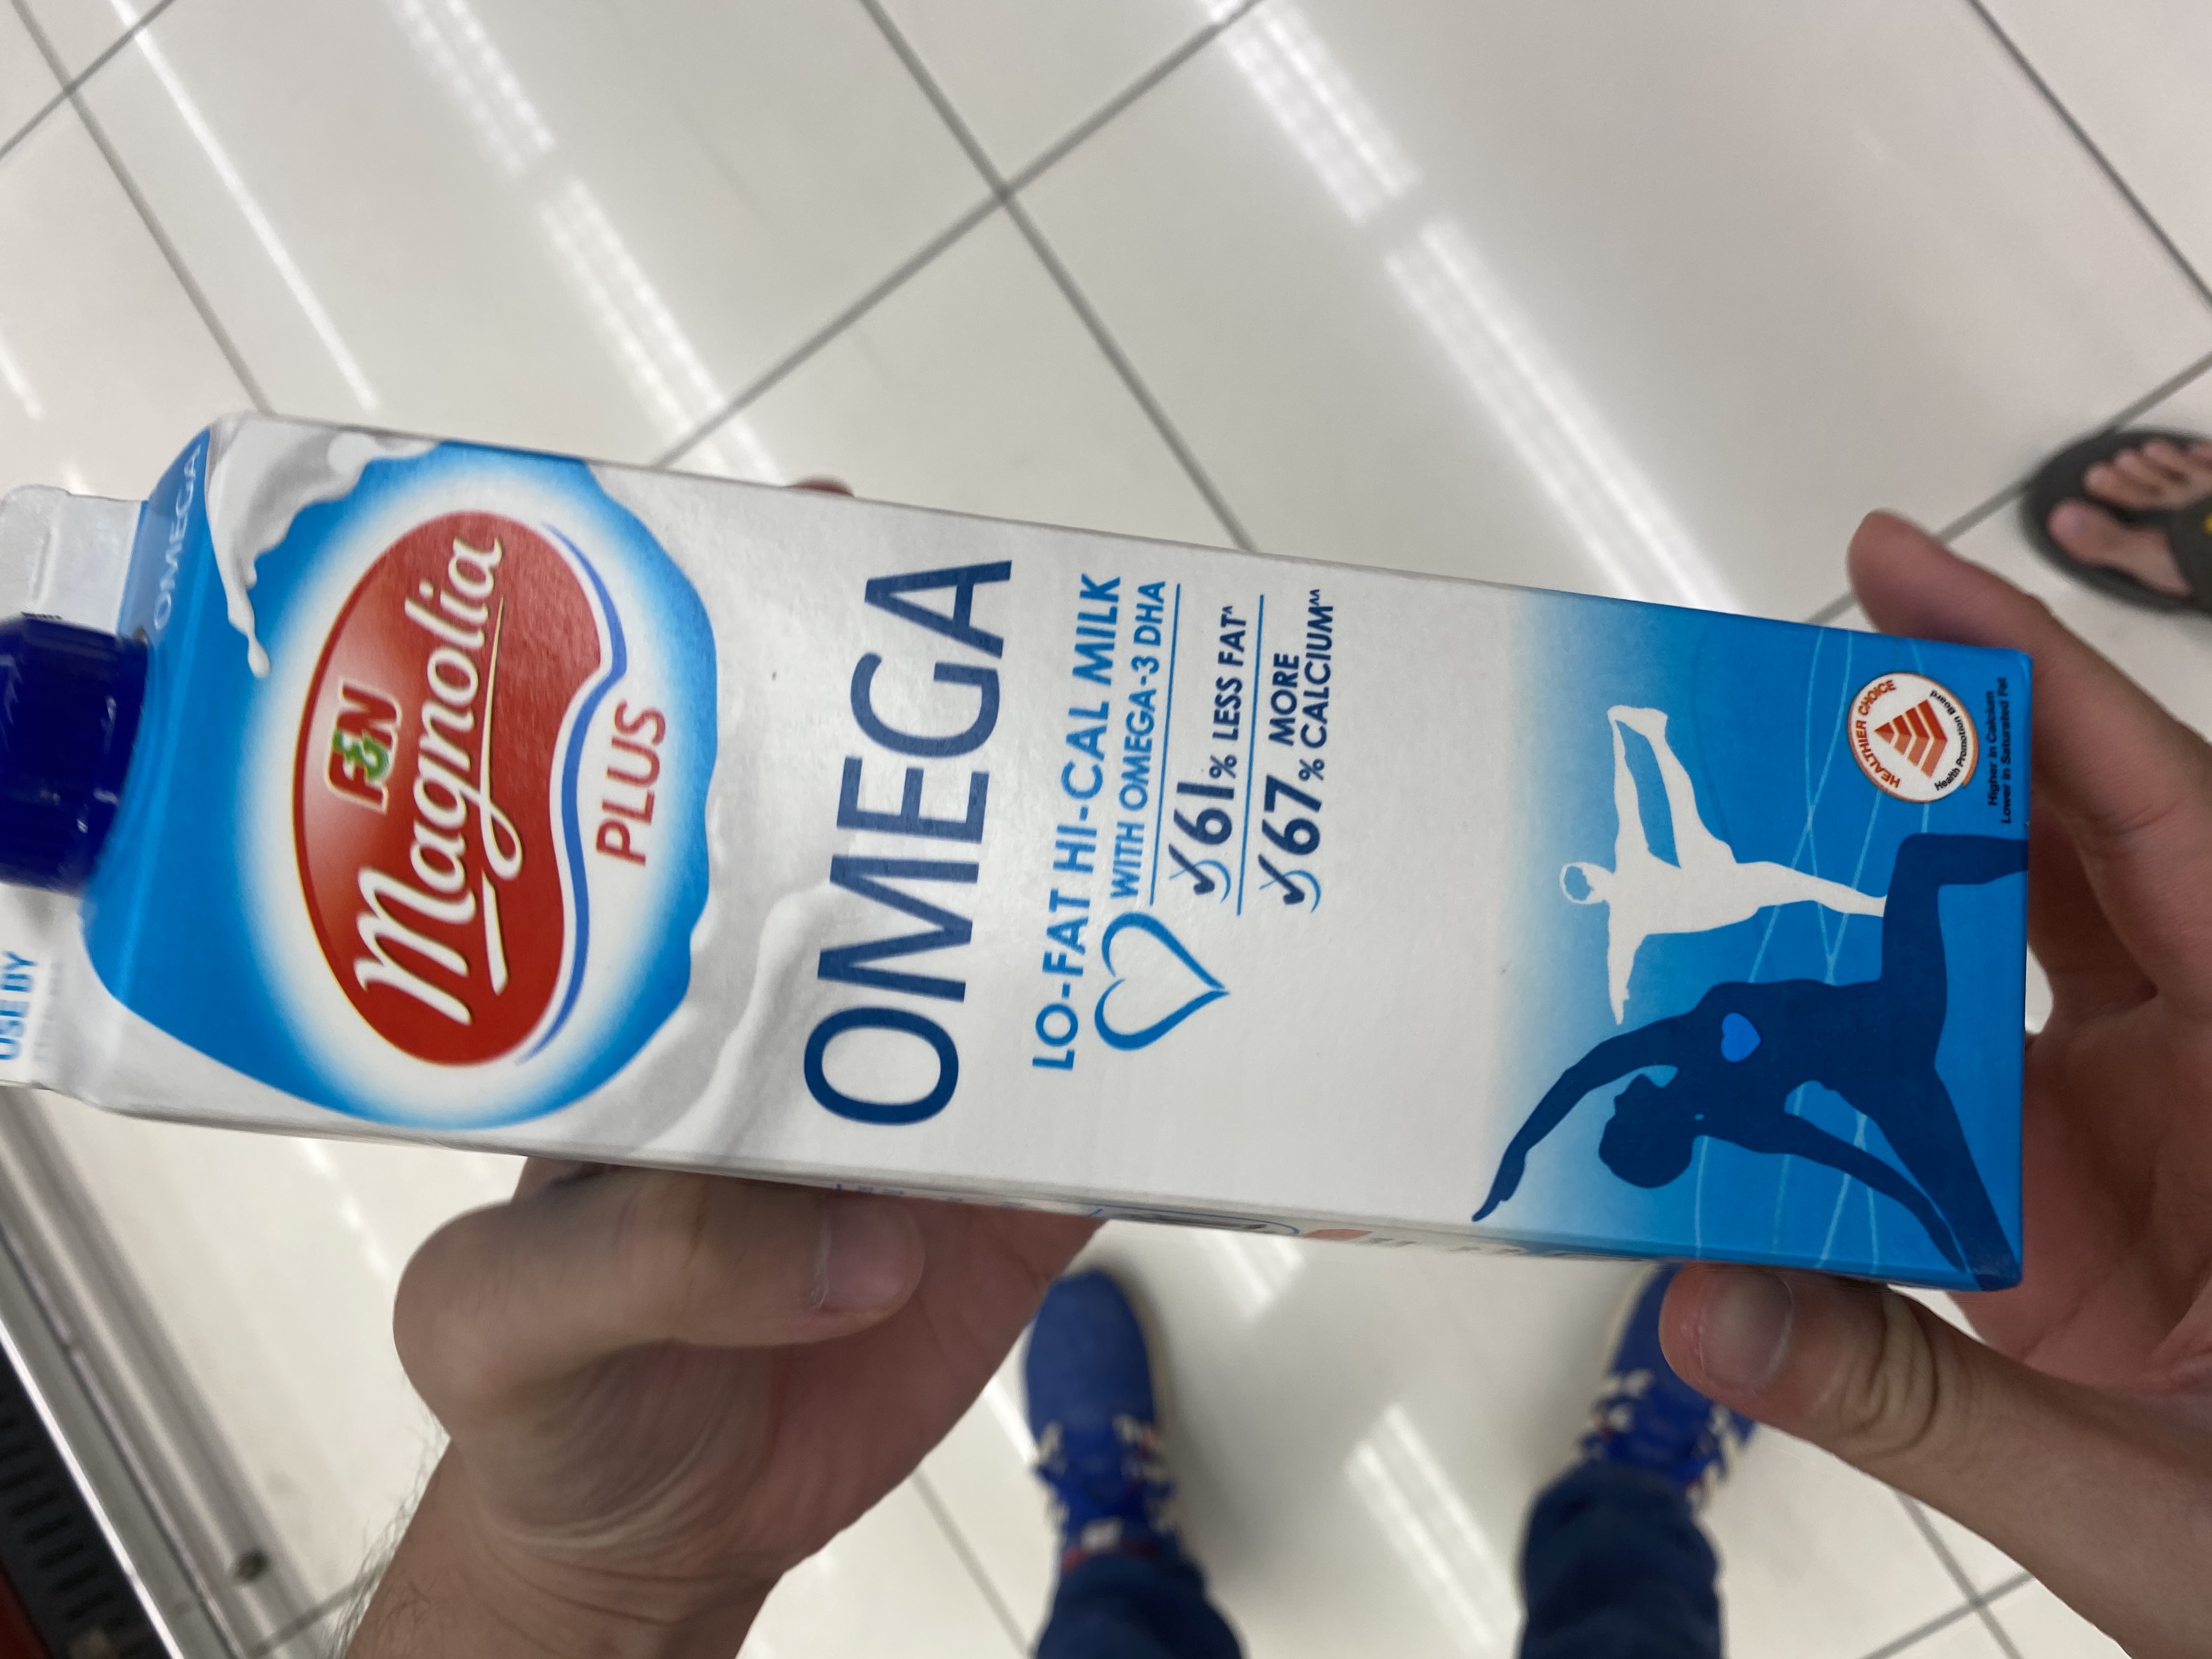 USE BY
OMEGA
F&N
Magnolia
PLUS
OMEGA
LO-FAT HI-CAL MILK
WITH OMEGA-3 DHA
61% LESS FAT^
67% MORE
CALCIUM^^
HEALTHIER CHOICE
Health Promotion Board
Higher in Calcium
Lower in Saturated Fat